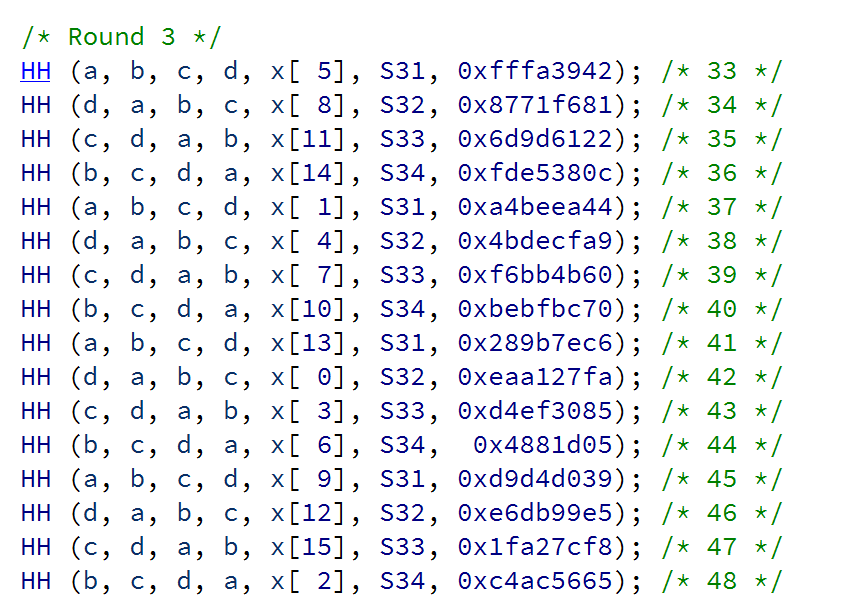 /* Round 3 */
HH (a, b, c, d, x[ 5], S31, 0xfffa3942); /* 33 */
HH (d, a, b, c, x[ 8], S32, 0x8771f681); /* 34 */
HH (c, d, a, b, x[11], S33, 0x6d9d6122); /* 35 */
HH (b, c, d, a, x[14], S34, 0xfde5380c); /* 36 */
HH (a, b, c, d, x[ 1], S31, 0xa4beea44); /* 37 */
HH (d, a, b, c, x[ 4], S32, 0x4bdecfa9); /* 38 */
HH (c, d, a, b, x[ 7], S33, 0xf6bb4b60); /* 39 */
HH (b, c, d, a, x[10], S34, 0xbebfbc70); /* 40 */
HH (a, b, c, d, x[13], S31, 0x289b7ec6); /* 41 */
HH (d, a, b, c, x[ 0], S32, 0xeaa127fa); /* 42 */
HH (c, d, a, b, x[ 3], S33, 0xd4ef3085); /* 43 */
HH (b, c, d, a, x[ 6], S34,  0x4881d05); /* 44 */
HH (a, b, c, d, x[ 9], S31, 0xd9d4d039); /* 45 */
HH (d, a, b, c, x[12], S32, 0xe6db99e5); /* 46 */
HH (c, d, a, b, x[15], S33, 0x1fa27cf8); /* 47 */
HH (b, c, d, a, x[ 2], S34, 0xc4ac5665); /* 48 */